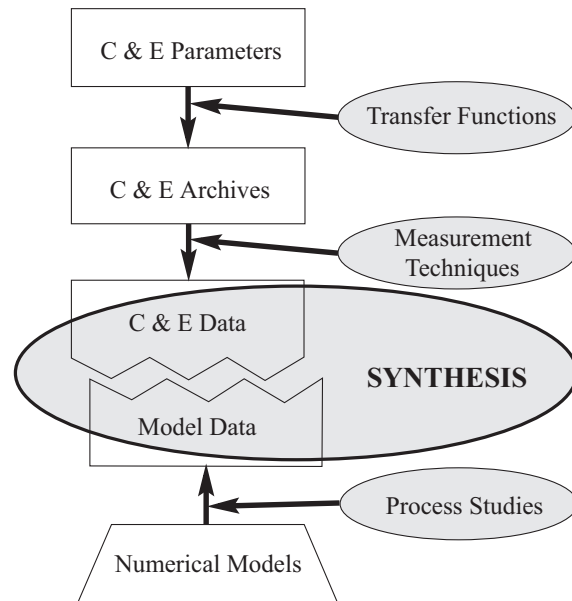 C & E Parameters
Transfer Functions
C & E Archives
Measurement
Techniques
C & E Data
SYNTHESIS
Model Data
Process Studies
Numerical Models